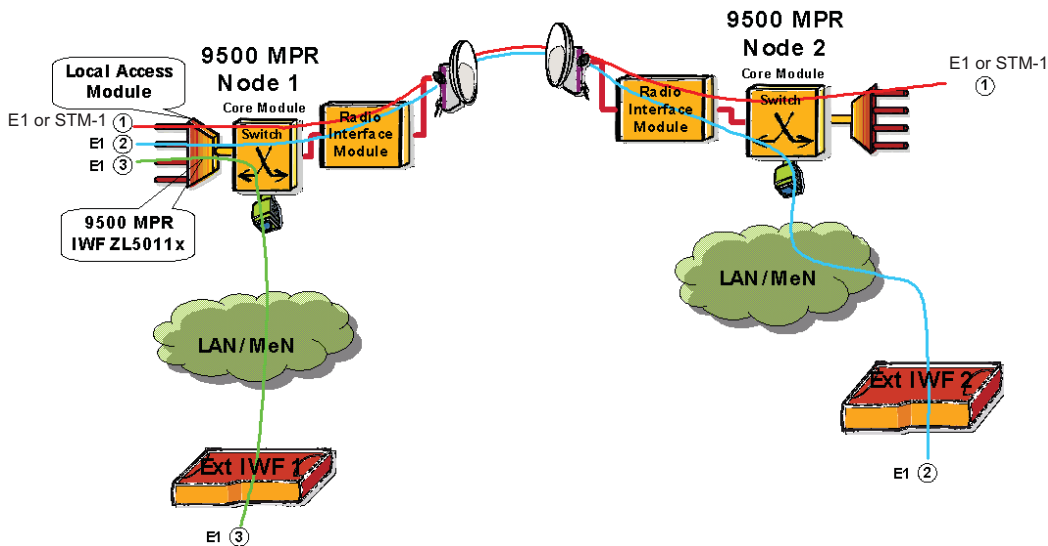 9500 MPR
Node 2
Core Module
9500 MPR
Node 1
Core Module
Local Access
Module
E1 or STM-1
①
E1 or STM-1 ①
E1 ②
E1 ③
Switch
Radio
Interface
Module
Radio
Interface
Module
Switch
9500 MPR
IWF ZL5011x
LAN/MeN
LAN/MeN
Ext IWF 2
Ext IWF 1
E1 ②
E1 ③